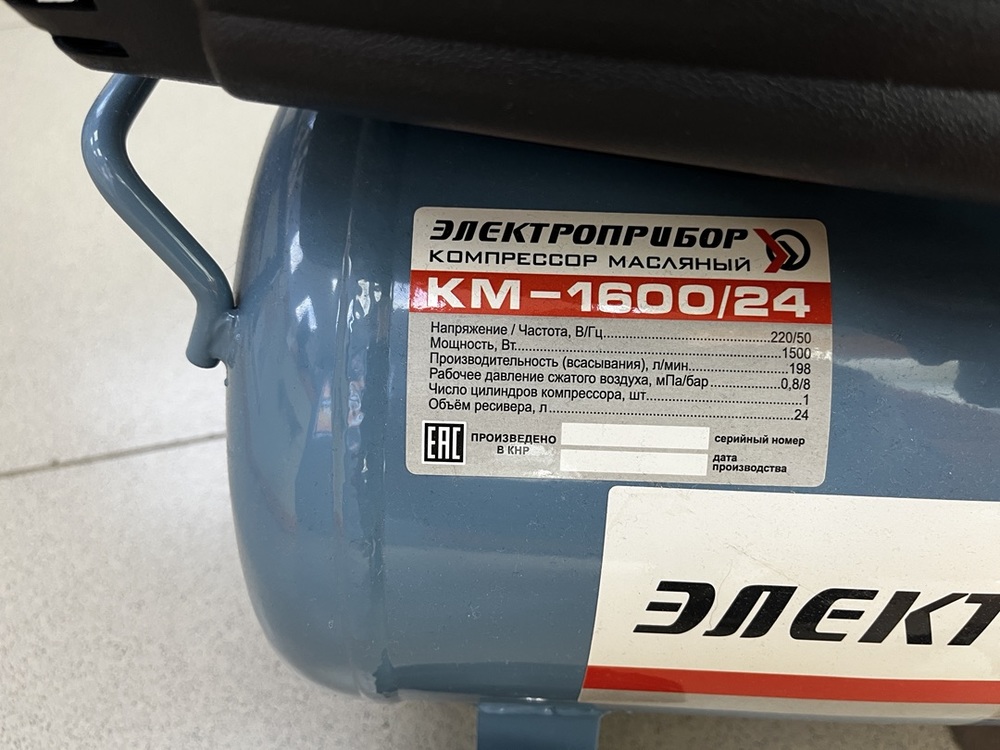 ЭЛЕКТРОПРИБОР
КОМПРЕССОР МАСЛЯНЫЙ
КМ-1600/24
Напряжение / Частота, В/Гц..........220/50
Мощность, Вт..........1500
Производительность (всасывания), л/мин..........198
Рабочее давление сжатого воздуха, мПа/бар..........0,8/8
Число цилиндров компрессора, шт..........1
Объём ресивера, л..........24
ЕАС
ПРОИЗВЕДЕНО
В КНР
серийный номер
дата
производства
ЭЛЕКТ